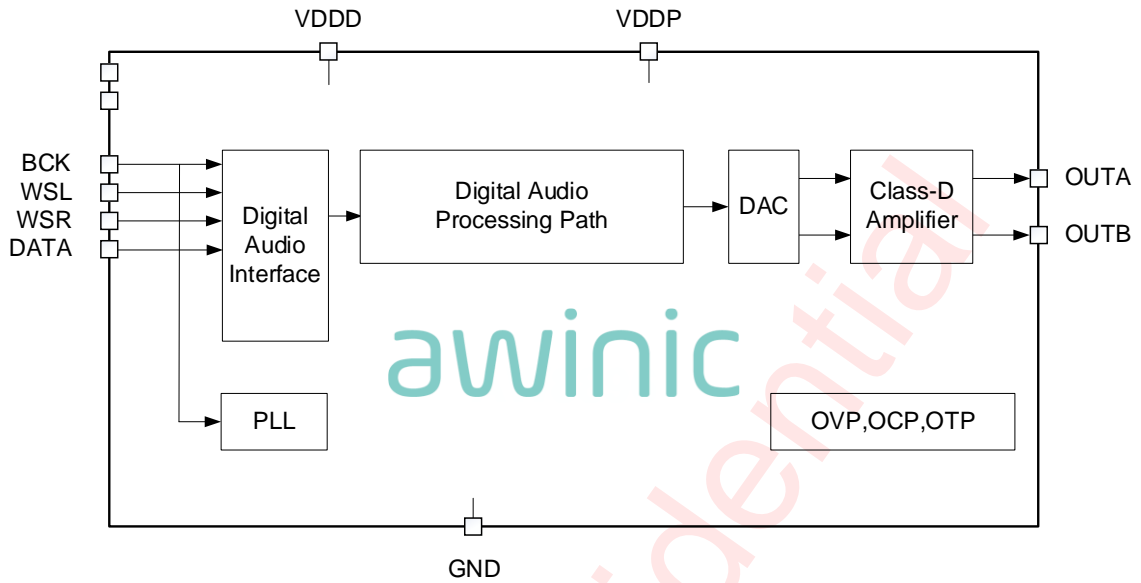 VDDD
VDDP
BCK
WSL
WSR
DATA
Digital
Audio
Interface
Digital Audio
Processing Path
DAC
Class-D
Amplifier
OUTA
OUTB
awinic
PLL
OVP,OCP,OTP
GND
fidential